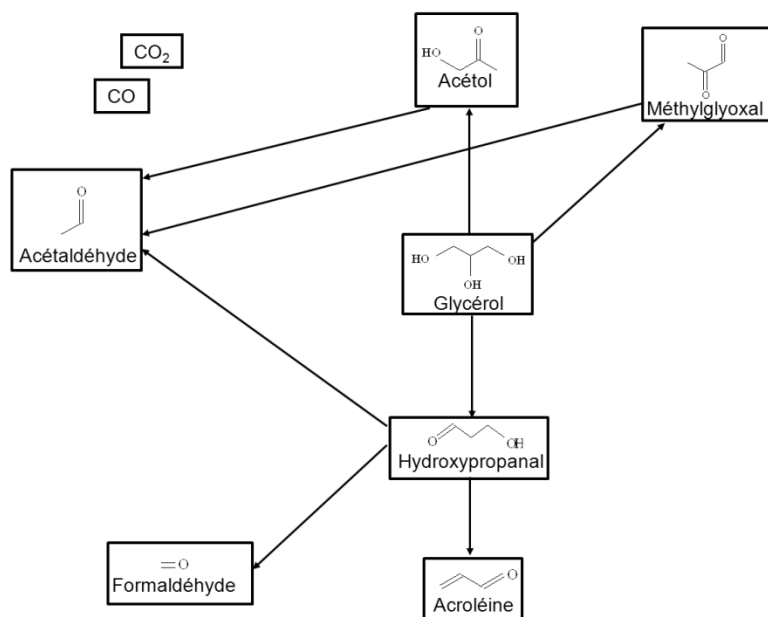 CO₂
CO
O
HO
Acétol
O
O
Méthylglyoxal
O
Acétaldéhyde
HO
OH
OH
Glycérol
O
OH
Hydroxypropanal
O
Formaldéhyde
O
Acroléine